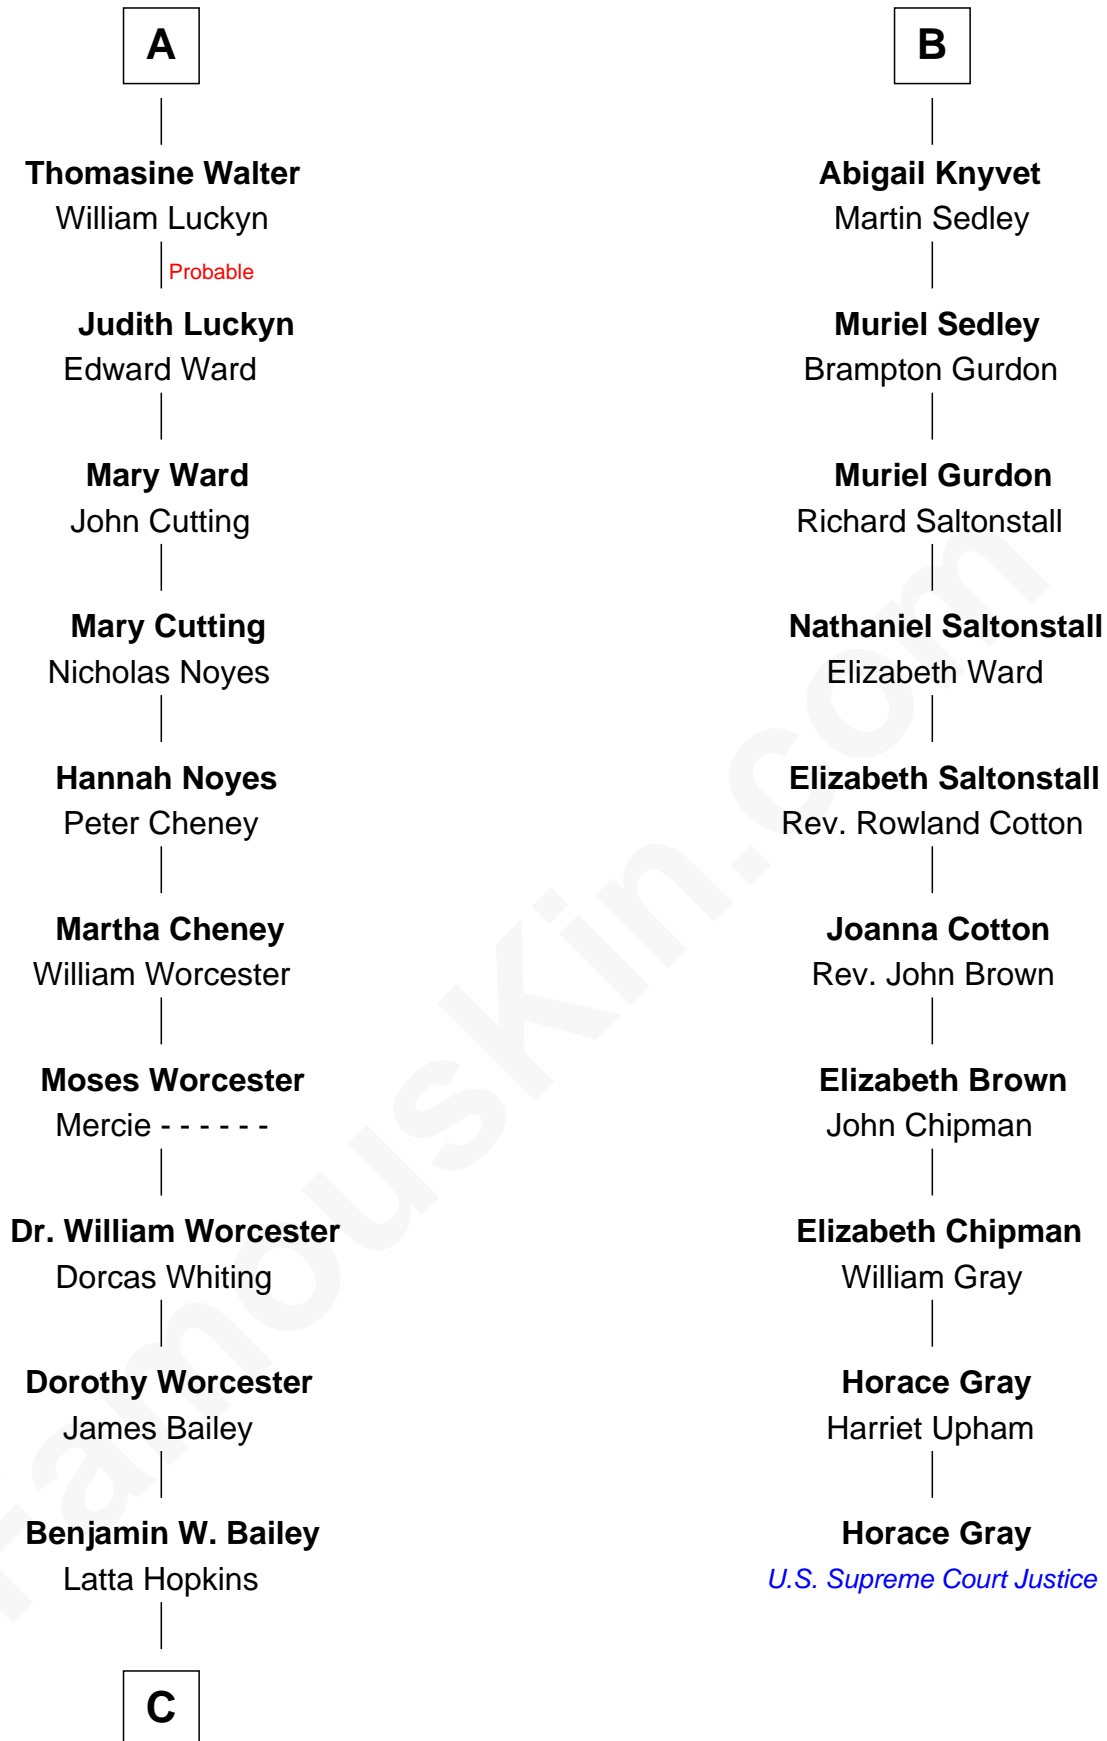 A
Thomasine Walter
William Luckyn
Probable
Judith Luckyn
Edward Ward
Mary Ward
John Cutting
Mary Cutting
Nicholas Noyes
Hannah Noyes
Peter Cheney
Martha Cheney
William Worcester
Moses Worcester
Mercie - - - - - -
Dr. William Worcester
Dorcas Whiting
Dorothy Worcester
James Bailey
Benjamin W. Bailey
Latta Hopkins
C
B
Abigail Knyvet
Martin Sedley
Muriel Sedley
Brampton Gurdon
Muriel Gurdon
Richard Saltonstall
Nathaniel Saltonstall
Elizabeth Ward
Elizabeth Saltonstall
Rev. Rowland Cotton
Joanna Cotton
Rev. John Brown
Elizabeth Brown
John Chipman
Elizabeth Chipman
William Gray
Horace Gray
Harriet Upham
Horace Gray
U.S. Supreme Court Justice
FamousKin.com